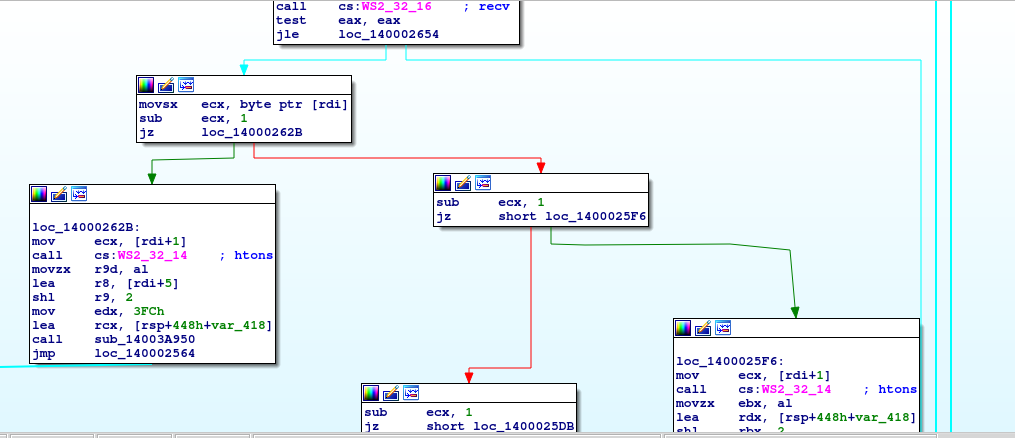 call cs:WS2_32_16 ; recv
test eax, eax
jle loc_140002654
movsx ecx, byte ptr [rdi]
sub ecx, 1
jz loc_14000262B
loc_14000262B:
mov ecx, [rdi+1]
call cs:WS2_32_14 ; htons
movzx r9d, al
lea r8, [rdi+5]
shl r9, 2
mov edx, 3FCh
lea rcx, [rsp+448h+var_418]
call sub_14003A950
jmp loc_140002564
sub ecx, 1
jz short loc_1400025F6
sub ecx, 1
jz short loc_1400025DB
loc_1400025F6:
mov ecx, [rdi+1]
call cs:WS2_32_14 ; htons
movzx ebx, al
lea rdx, [rsp+448h+var_418]
shl rbx, 2